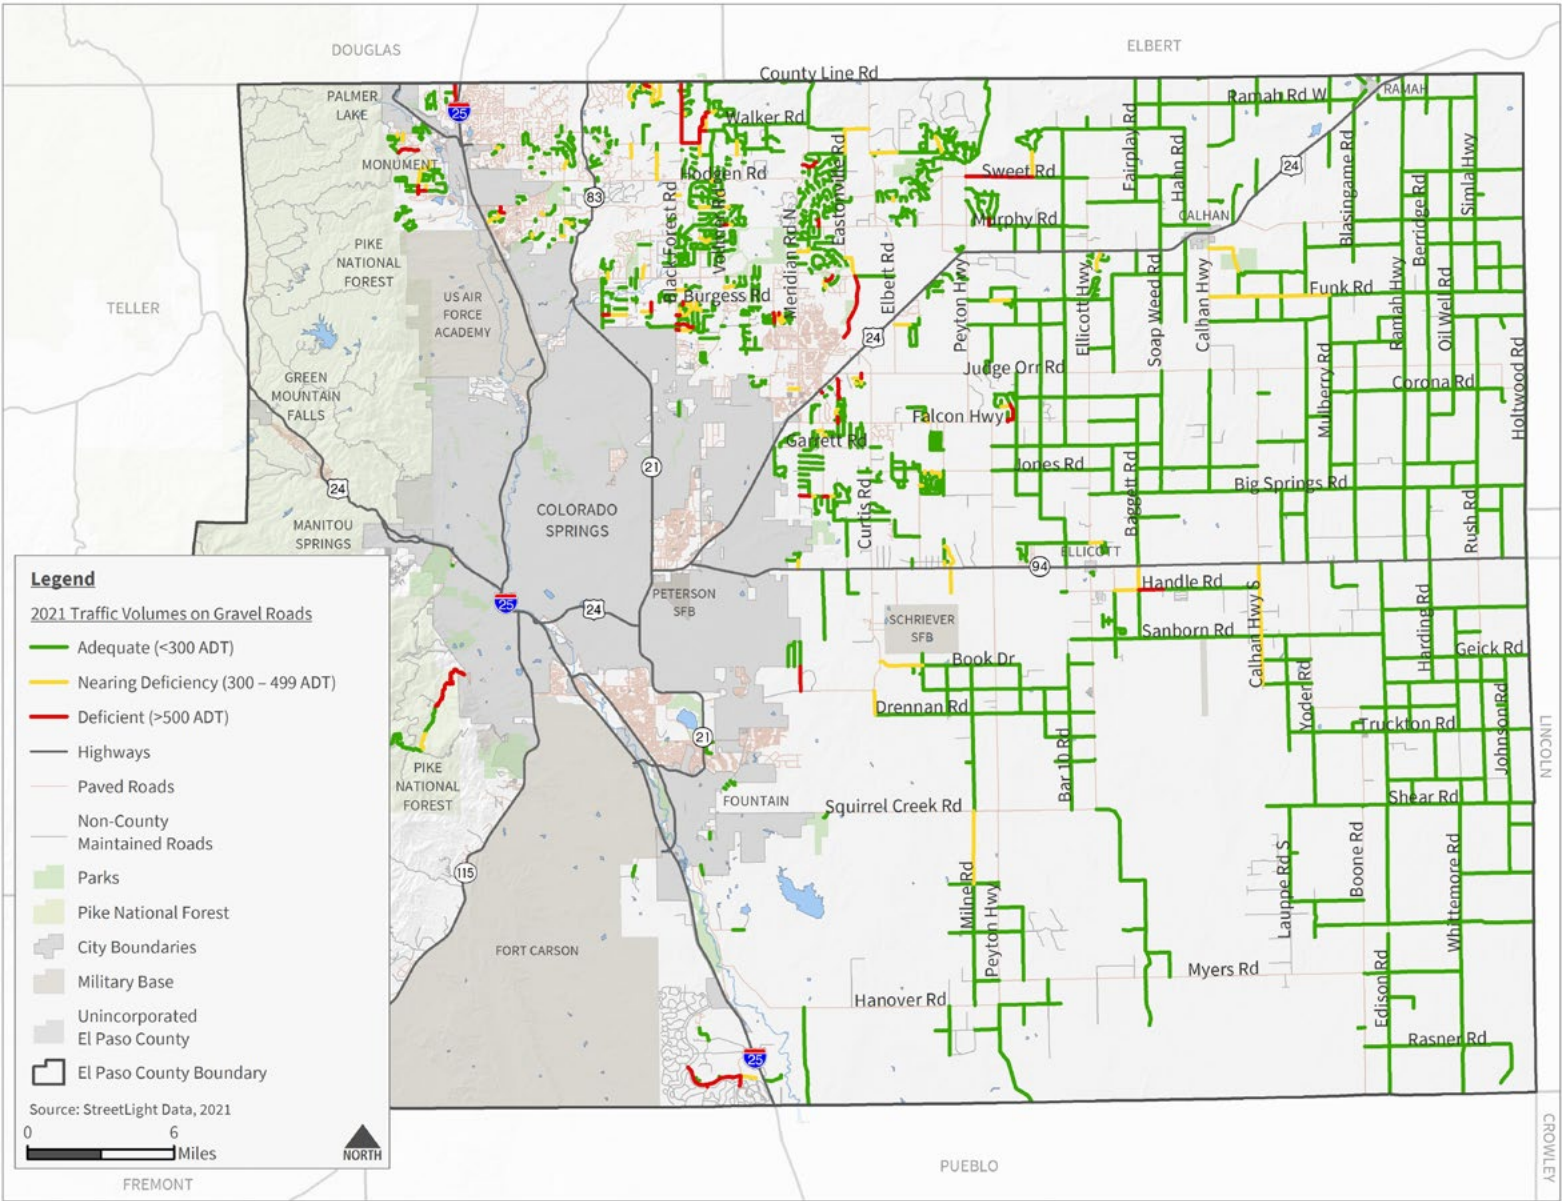 DOUGLAS
ELBERT
County Line Rd
PALMER
LAKE
25
Ramah Rd W
RAMAH
Walker Rd
MONUMENT
Hodgen Rd
83
Sweet Rd
Fairplay Rd
Hahn Rd
24
Blasingame Rd
Berridge Rd
Simla Hwy
Black Forest Rd
Vollmer Rd
Meridian Rd N
Eastonville Rd
Murphy Rd
CALHAN
PIKE
NATIONAL
FOREST
Elbert Rd
Peyton Hwy
Ellicott Hwy
Soap Weed Rd
Calhan Hwy
Funk Rd
Ramah Hwy
Oil Well Rd
TELLER
US AIR
FORCE
ACADEMY
Burgess Rd
24
Judge Orr Rd
Mulberry Rd
Corona Rd
Holtwood Rd
GREEN
MOUNTAIN
FALLS
Falcon Hwy
Garrett Rd
21
Jones Rd
24
Curtis Rd
Baggett Rd
Big Springs Rd
Rush Rd
COLORADO
SPRINGS
MANITOU
SPRINGS
94
ELLICOTT
25
24
PETERSON
SFB
Handle Rd
SCHRIEVER
SFB
Sanborn Rd
Calhan Hwy S
Harding Rd
Geick Rd
Book Dr
Yoder Rd
Drennan Rd
Truckton Rd
Johnson Rd
LINCOLN
21
Bar 10 Rd
PIKE
NATIONAL
FOREST
FOUNTAIN
Squirrel Creek Rd
Shear Rd
115
Milne Rd
Peyton Hwy
Lauppe Rd S
Boone Rd
Whittemore Rd
FORT CARSON
Myers Rd
Hanover Rd
Edison Rd
Rasner Rd
25
Legend
2021 Traffic Volumes on Gravel Roads
Adequate (<300 ADT)
Nearing Deficiency (300 – 499 ADT)
Deficient (>500 ADT)
Highways
Paved Roads
Non-County
Maintained Roads
Parks
Pike National Forest
City Boundaries
Military Base
Unincorporated
El Paso County
El Paso County Boundary
Source: StreetLight Data, 2021
0 6
Miles
NORTH
FREMONT
PUEBLO
CROWLEY